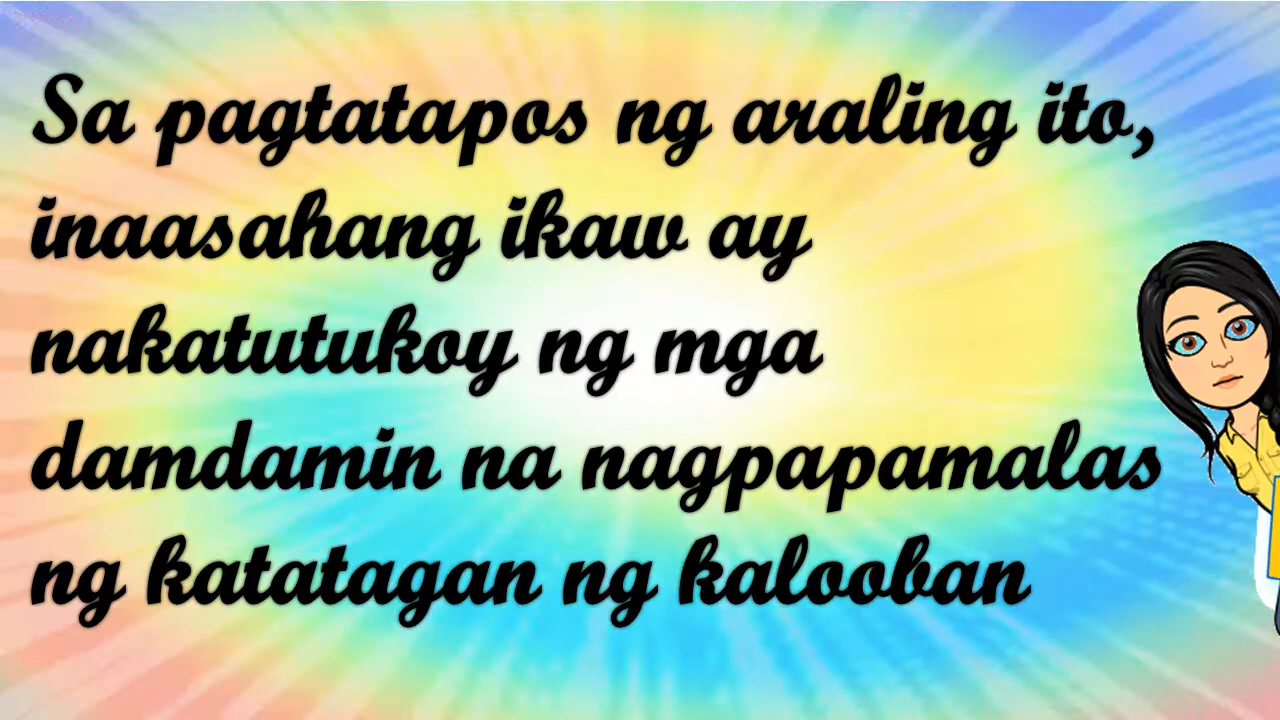 Sa pagtatapos ng araling ito,
inaasahang ikaw ay
nakatutukoy ng mga
damdamin na nagpapamalas
ng katatagan ng kalooban